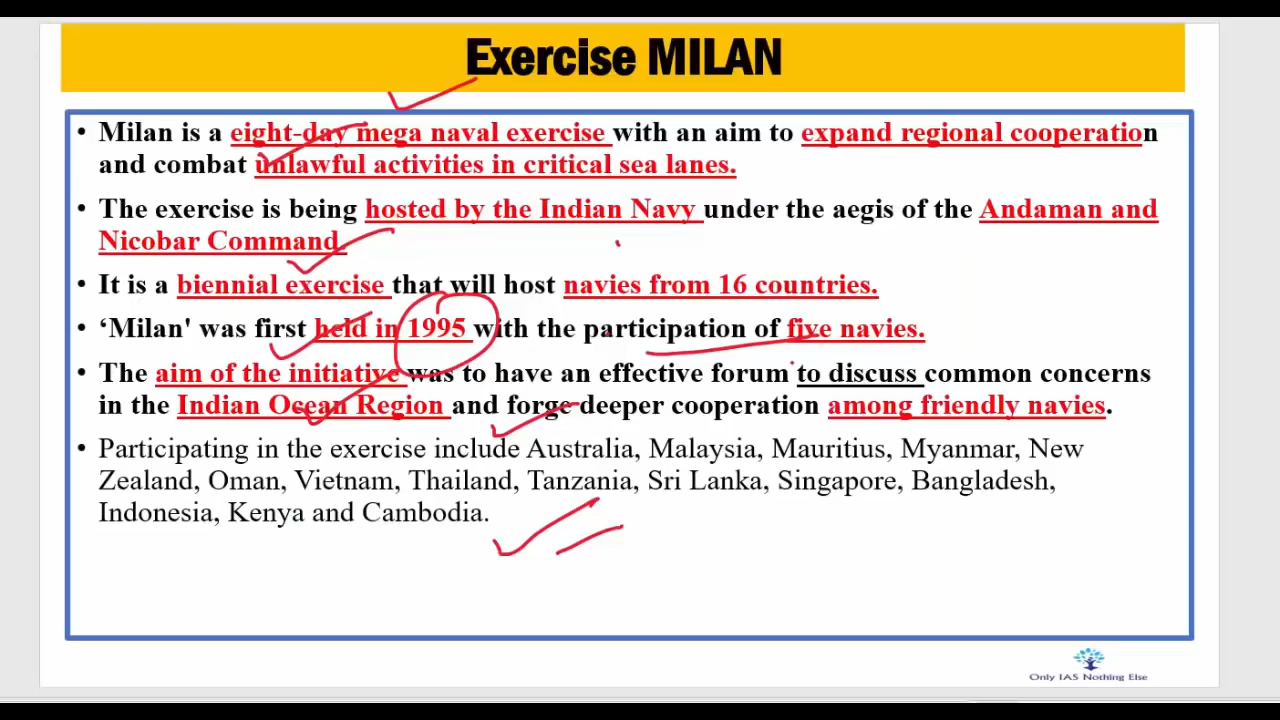 Exercise MILAN
• Milan is a eight-day mega naval exercise with an aim to expand regional cooperation
and combat unlawful activities in critical sea lanes.
• The exercise is being hosted by the Indian Navy under the aegis of the Andaman and
Nicobar Command.
• It is a biennial exercise that will host navies from 16 countries.
• ‘Milan' was first held in 1995 with the participation of five navies.
• The aim of the initiative was to have an effective forum to discuss common concerns
in the Indian Ocean Region and forge deeper cooperation among friendly navies.
• Participating in the exercise include Australia, Malaysia, Mauritius, Myanmar, New
Zealand, Oman, Vietnam, Thailand, Tanzania, Sri Lanka, Singapore, Bangladesh,
Indonesia, Kenya and Cambodia.
Only IAS Nothing Else